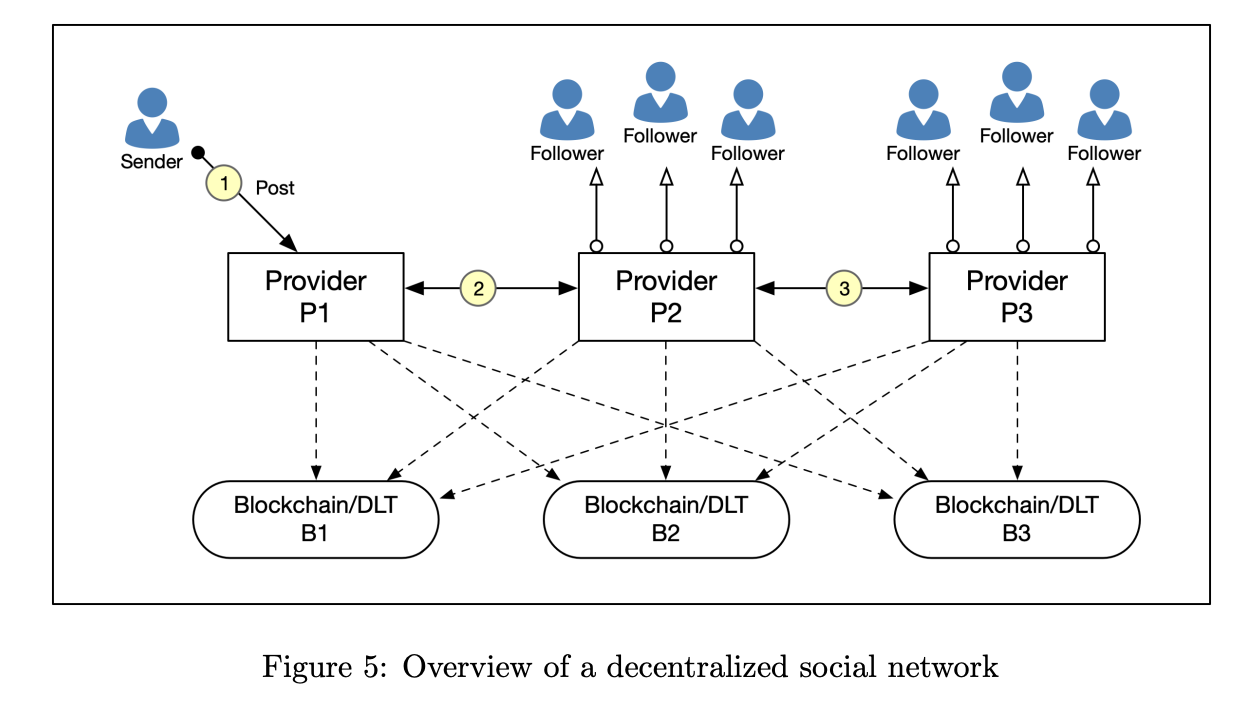 Sender
1
Post
Follower
Follower
Follower
Follower
Follower
Follower
Provider
P1
2
Provider
P2
3
Provider
P3
Blockchain/DLT
B1
Blockchain/DLT
B2
Blockchain/DLT
B3
Figure 5: Overview of a decentralized social network